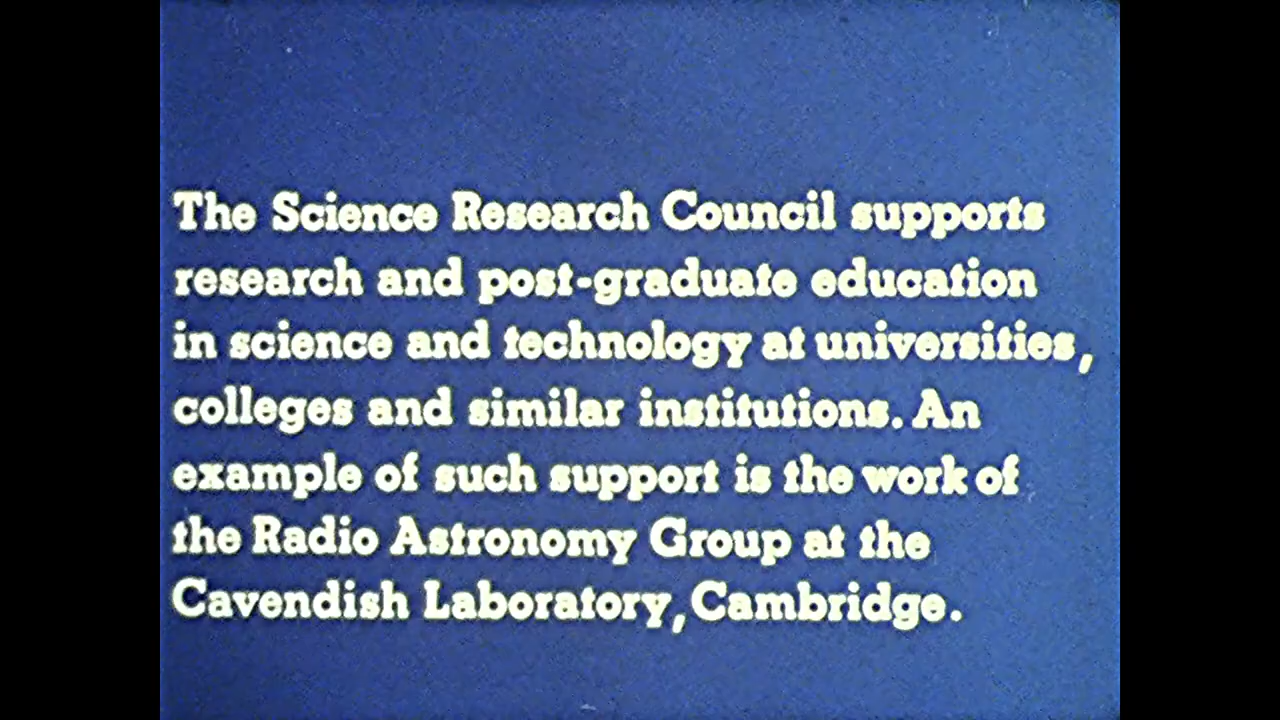 The Science Research Council supports
research and post-graduate education
in science and technology at universities,
colleges and similar institutions. An
example of such support is the work of
the Radio Astronomy Group at the
Cavendish Laboratory, Cambridge.